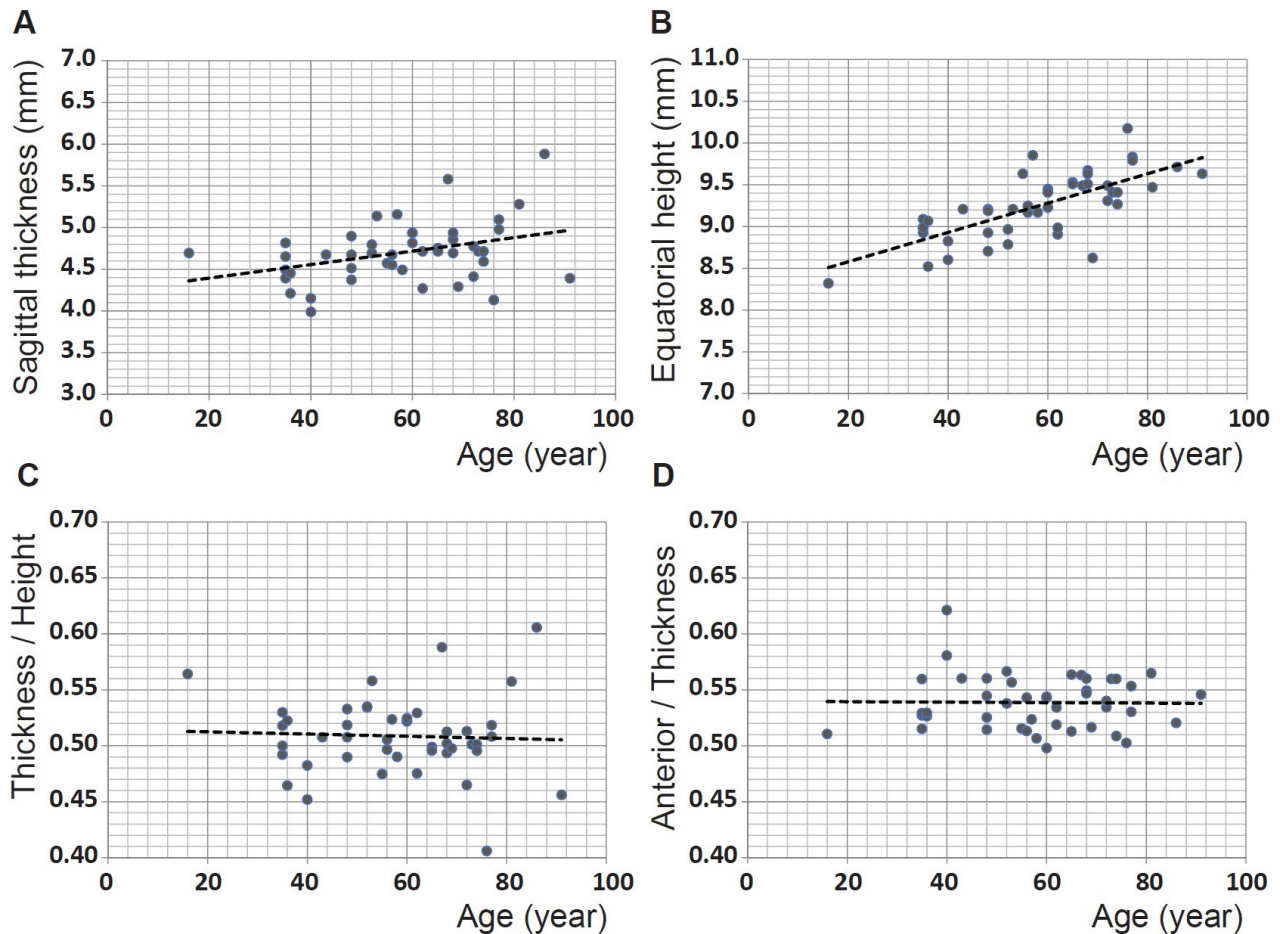 A
Sagittal thickness (mm)
7.0
6.5
6.0
5.5
5.0
4.5
4.0
3.5
3.0
0 20 40 60 80 100
Age (year)
B
Equatorial height (mm)
11.0
10.5
10.0
9.5
9.0
8.5
8.0
7.5
7.0
0 20 40 60 80 100
Age (year)
C
Thickness / Height
0.70
0.65
0.60
0.55
0.50
0.45
0.40
0 20 40 60 80 100
Age (year)
D
Anterior / Thickness
0.70
0.65
0.60
0.55
0.50
0.45
0.40
0 20 40 60 80 100
Age (year)